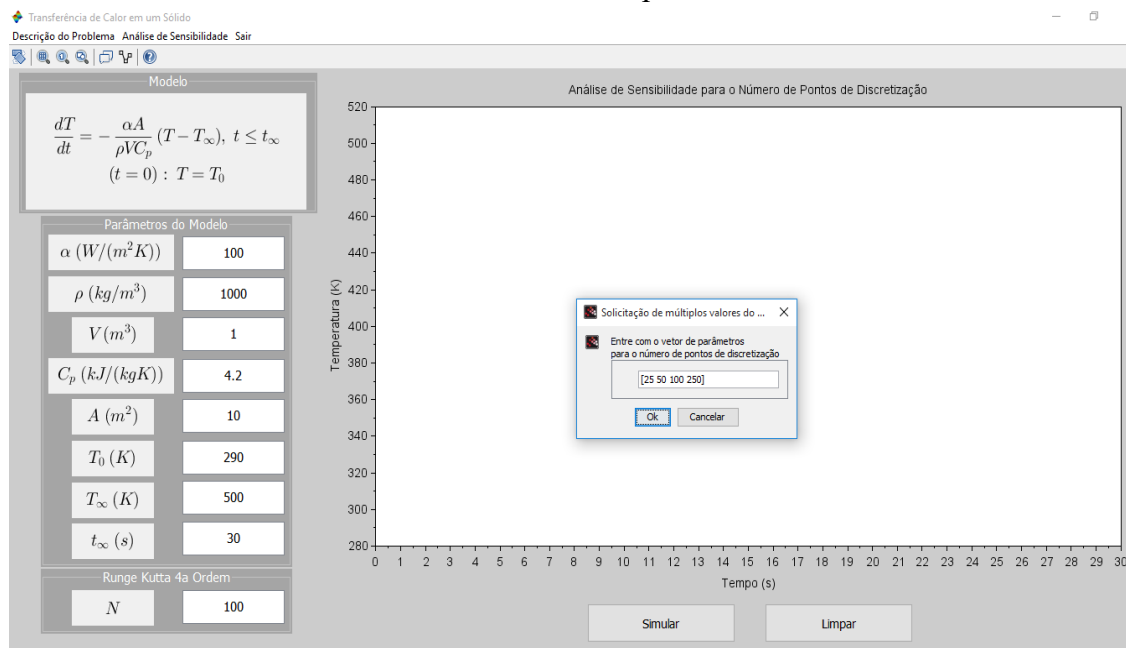 Transferência de Calor em um Sólido
Descrição do Problema Análise de Sensibilidade Sair
Modelo
dT/dt = − αA/ρVC_p (T − T_∞), t ≤ t_∞
(t = 0) : T = T_0
Parâmetros do Modelo
α (W/(m²K)) 100
ρ (kg/m³) 1000
V(m³) 1
C_p (kJ/(kgK)) 4.2
A (m²) 10
T_0 (K) 290
T_∞ (K) 500
t_∞ (s) 30
Runge Kutta 4a Ordem
N 100
Análise de Sensibilidade para o Número de Pontos de Discretização
520
500
480
460
440
420
400
380
360
340
320
300
280
Temperatura (K)
0 1 2 3 4 5 6 7 8 9 10 11 12 13 14 15 16 17 18 19 20 21 22 23 24 25 26 27 28 29 30
Tempo (s)
Solicitação de múltiplos valores do ...
Entre com o vetor de parâmetros
para o número de pontos de discretização
[25 50 100 250]
Ok Cancelar
Simular Limpar